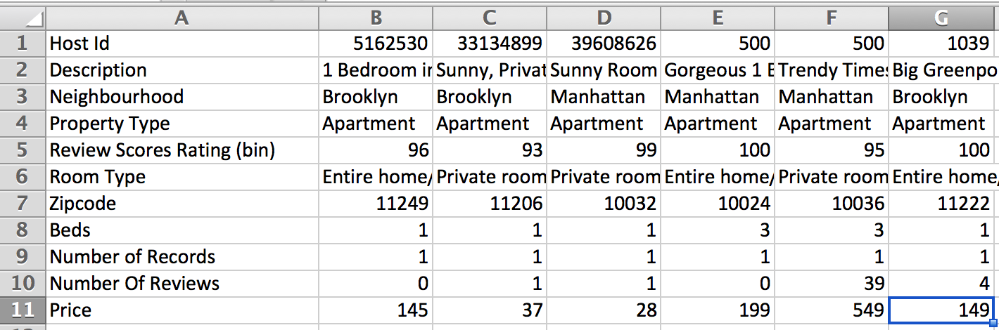 A B C D E F G
1 Host Id 5162530 33134899 39608626 500 500 1039
2 Description 1 Bedroom in Sunny, Privat Sunny Room Gorgeous 1 Trendy Times Big Greenpo
3 Neighbourhood Brooklyn Brooklyn Manhattan Manhattan Manhattan Brooklyn
4 Property Type Apartment Apartment Apartment Apartment Apartment Apartment
5 Review Scores Rating (bin) 96 93 99 100 95 100
6 Room Type Entire home/ Private room Private room Entire home/ Private room Entire home/
7 Zipcode 11249 11206 10032 10024 10036 11222
8 Beds 1 1 1 3 3 1
9 Number of Records 1 1 1 1 1 1
10 Number Of Reviews 0 1 1 0 39 4
11 Price 145 37 28 199 549 149